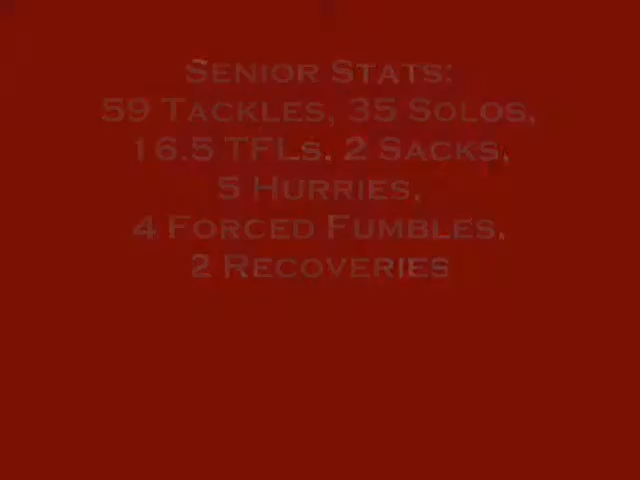 Senior Stats:
59 Tackles, 35 Solos,
16.5 TFLs, 2 Sacks,
5 Hurries,
4 Forced Fumbles,
2 Recoveries